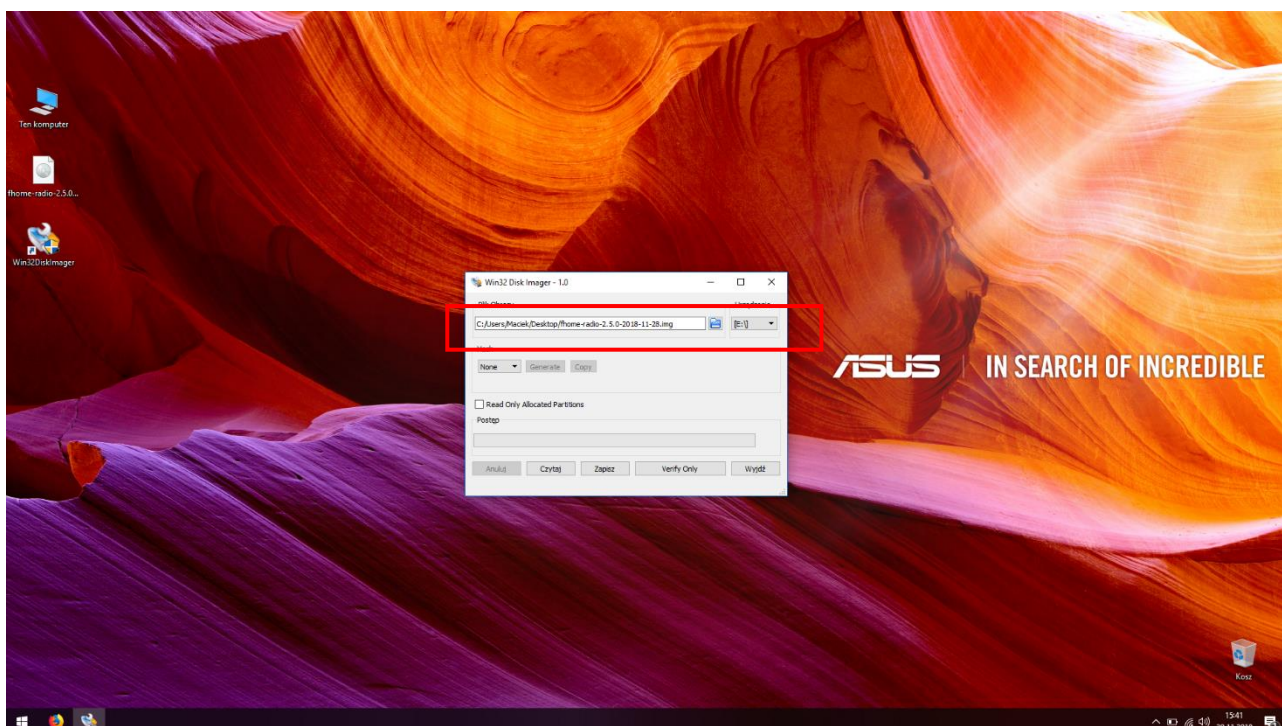 Ten komputer
fhome-radio-2.5.0...
Win32DiskImager
Win32 Disk Imager - 1.0
C:/Users/Maciek/Desktop/fhome-radio-2.5.0-2018-11-28.img
[E:\]
None
Generate
Copy
Read Only Allocated Partitions
Postęp
Anuluj
Czytaj
Zapisz
Verify Only
Wyjdź
ASUS
IN SEARCH OF INCREDIBLE
Kosz
15:41